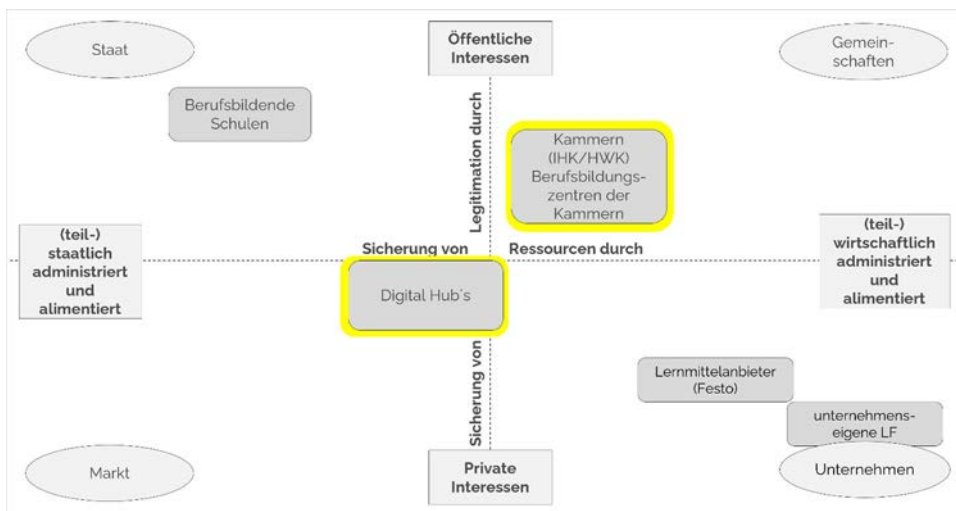 Staat
Öffentliche
Interessen
Gemein-
schaften
Berufsbildende
Schulen
Legitimation durch
Kammern
(IHK/HWK)
Berufsbildungs-
zentren der
Kammern
(teil-)
staatlich
administriert
und
alimentiert
Sicherung von
Ressourcen durch
(teil-)
wirtschaftlich
administriert
und
alimentiert
Digital Hub´s
Sicherung von
Lernmittelanbieter
(Festo)
unternehmens-
eigene LF
Markt
Private
Interessen
Unternehmen